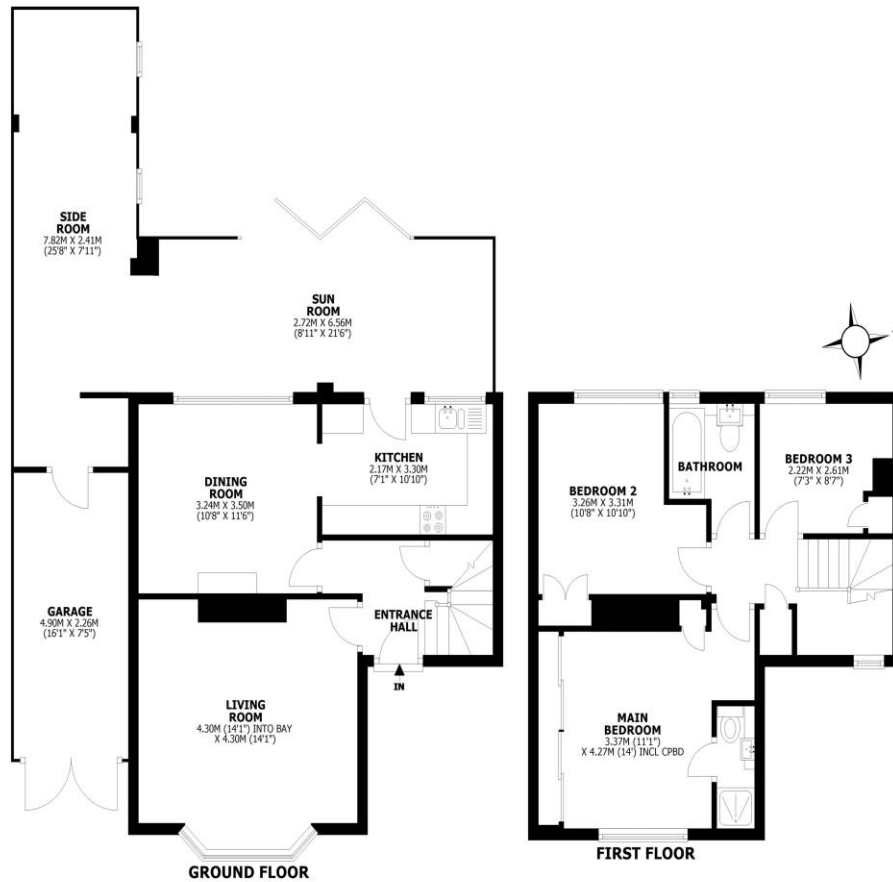 SIDE
ROOM
7.82M X 2.41M
(25'8" X 7'11")
SUN
ROOM
2.72M X 6.56M
(8'11" X 21'6")
KITCHEN
2.17M X 3.30M
(7'1" X 10'10")
DINING
ROOM
3.24M X 3.50M
(10'8" X 11'6")
GARAGE
4.90M X 2.26M
(16'1" X 7'5")
ENTRANCE
HALL
IN
LIVING
ROOM
4.30M (14'1") INTO BAY
X 4.30M (14'1")
GROUND FLOOR
BATHROOM
BEDROOM 3
2.22M X 2.61M
(7'3" X 8'7")
BEDROOM 2
3.26M X 3.31M
(10'8" X 10'10")
MAIN
BEDROOM
3.37M (11'1")
X 4.27M (14') INCL CPBD
FIRST FLOOR